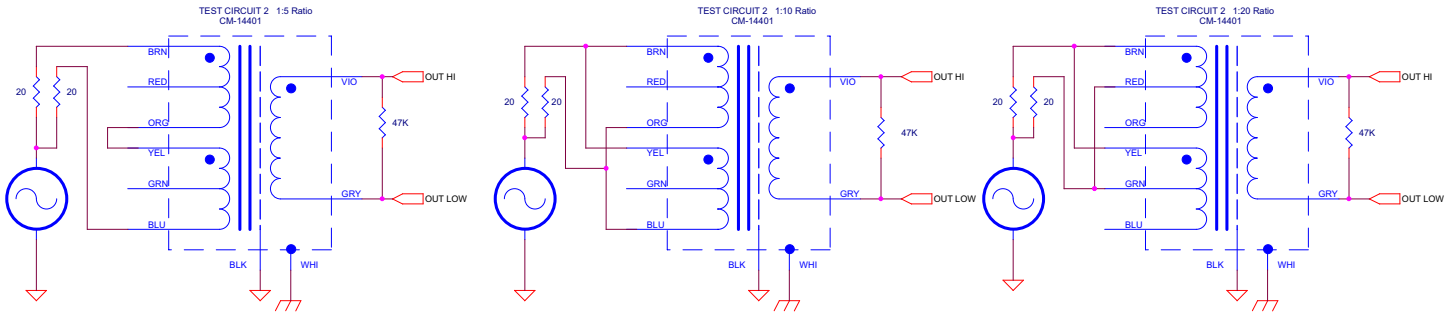 TEST CIRCUIT 2 1:5 Ratio
CM-14401
BRN
RED
ORG
YEL
GRN
BLU
VIO
GRY
20
20
47K
OUT HI
OUT LOW
BLK
WHI
TEST CIRCUIT 2 1:10 Ratio
CM-14401
BRN
RED
ORG
YEL
GRN
BLU
VIO
GRY
20
20
47K
OUT HI
OUT LOW
BLK
WHI
TEST CIRCUIT 2 1:20 Ratio
CM-14401
BRN
RED
ORG
YEL
GRN
BLU
VIO
GRY
20
20
47K
OUT HI
OUT LOW
BLK
WHI